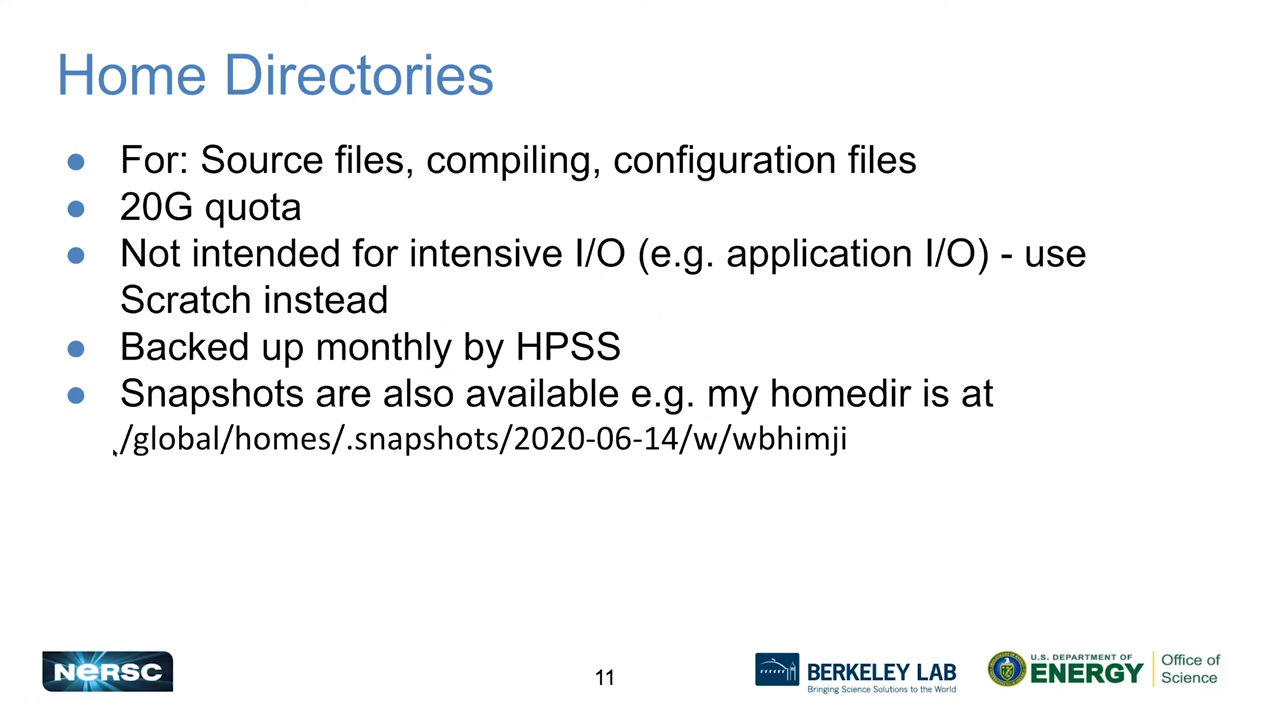 Home Directories
● For: Source files, compiling, configuration files
● 20G quota
● Not intended for intensive I/O (e.g. application I/O) - use
Scratch instead
● Backed up monthly by HPSS
● Snapshots are also available e.g. my homedir is at
/global/homes/.snapshots/2020-06-14/w/wbhimji
NERSC
11
BERKELEY LAB
Bringing Science Solutions to the World
U.S. DEPARTMENT OF
ENERGY
Office of
Science